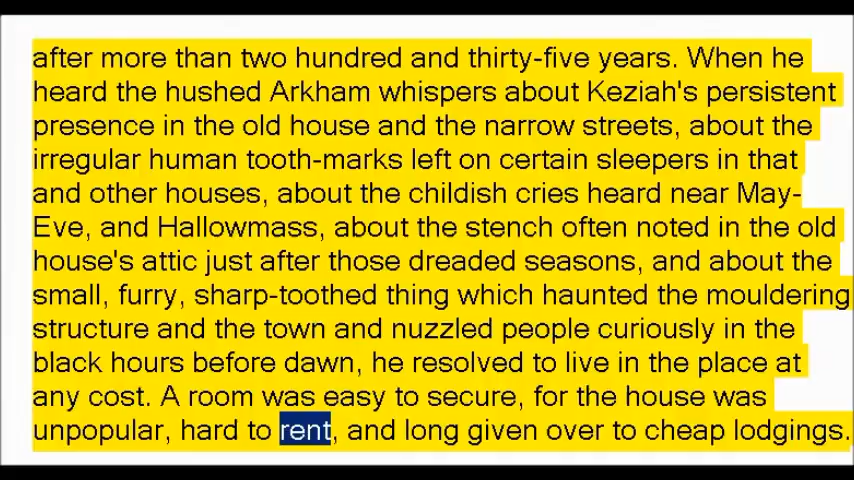 after more than two hundred and thirty-five years. When he
heard the hushed Arkham whispers about Keziah's persistent
presence in the old house and the narrow streets, about the
irregular human tooth-marks left on certain sleepers in that
and other houses, about the childish cries heard near May-
Eve, and Hallowmass, about the stench often noted in the old
house's attic just after those dreaded seasons, and about the
small, furry, sharp-toothed thing which haunted the mouldering
structure and the town and nuzzled people curiously in the
black hours before dawn, he resolved to live in the place at
any cost. A room was easy to secure, for the house was
unpopular, hard to rent, and long given over to cheap lodgings.